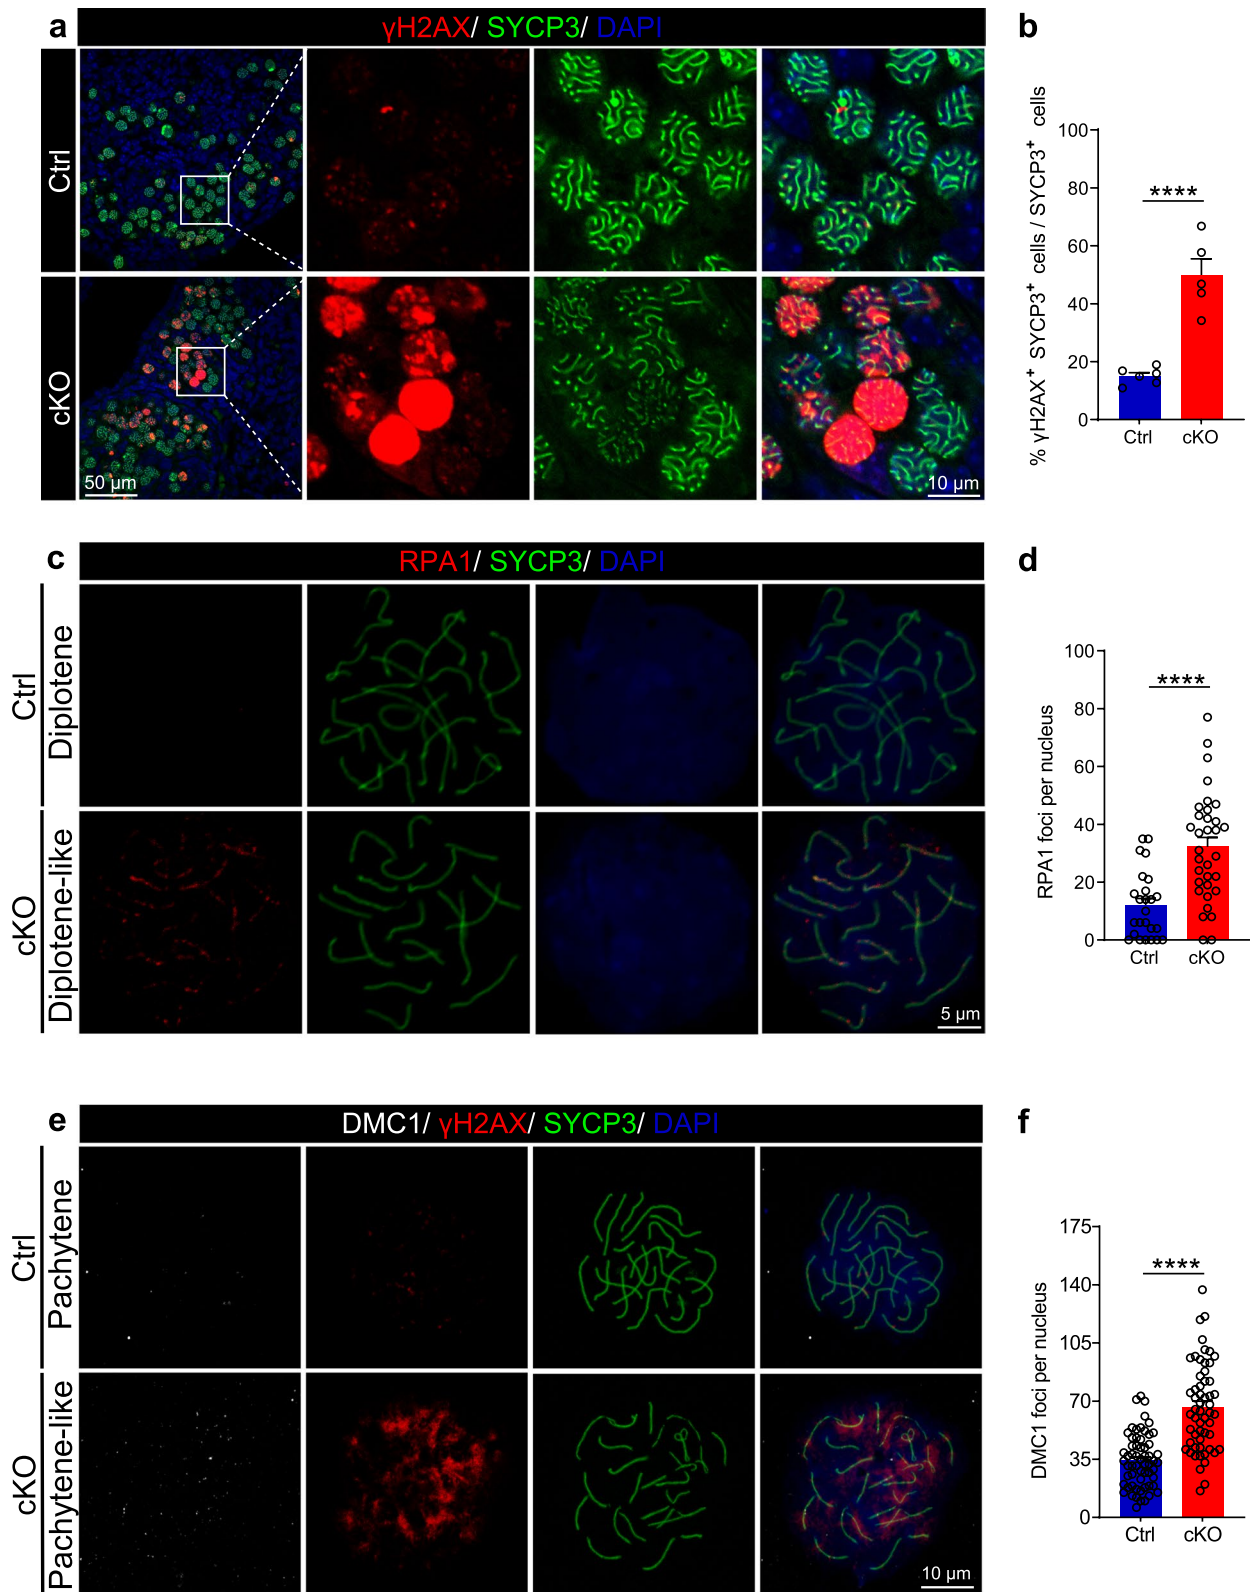 a
γH2AX/ SYCP3/ DAPI
Ctrl
cKO
50 µm
10 µm
b
% γH2AX⁺ SYCP3⁺ cells / SYCP3⁺ cells
100
80
60
40
20
0
****
Ctrl
cKO
c
RPA1/ SYCP3/ DAPI
Ctrl
Diplotene
cKO
Diplotene-like
5 µm
d
RPA1 foci per nucleus
100
80
60
40
20
0
****
Ctrl
cKO
e
DMC1/ γH2AX/ SYCP3/ DAPI
Ctrl
Pachytene
cKO
Pachytene-like
10 µm
f
DMC1 foci per nucleus
175
140
105
70
35
0
****
Ctrl
cKO